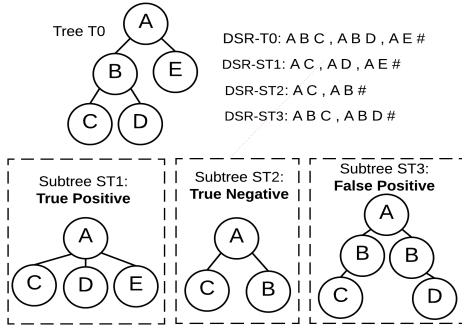 Tree T0
A
B
E
C
D
DSR-T0: A B C , A B D , A E #
DSR-ST1: A C , A D , A E #
DSR-ST2: A C , A B #
DSR-ST3: A B C , A B D #
Subtree ST1:
True Positive
A
C
D
E
Subtree ST2:
True Negative
A
C
B
Subtree ST3:
False Positive
A
B
B
C
D